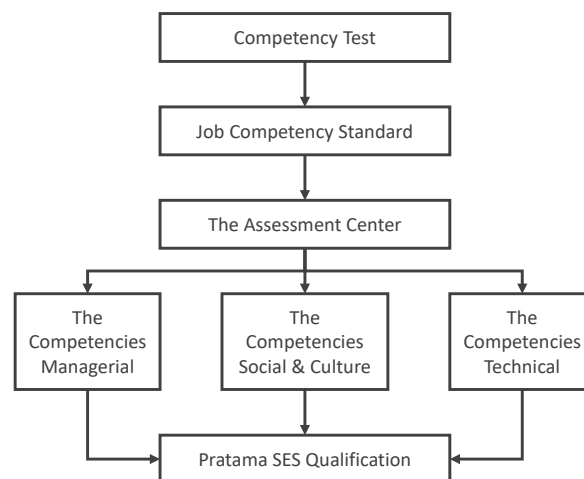 Competency Test
Job Competency Standard
The Assessment Center
The
Competencies
Managerial
The
Competencies
Social & Culture
The
Competencies
Technical
Pratama SES Qualification